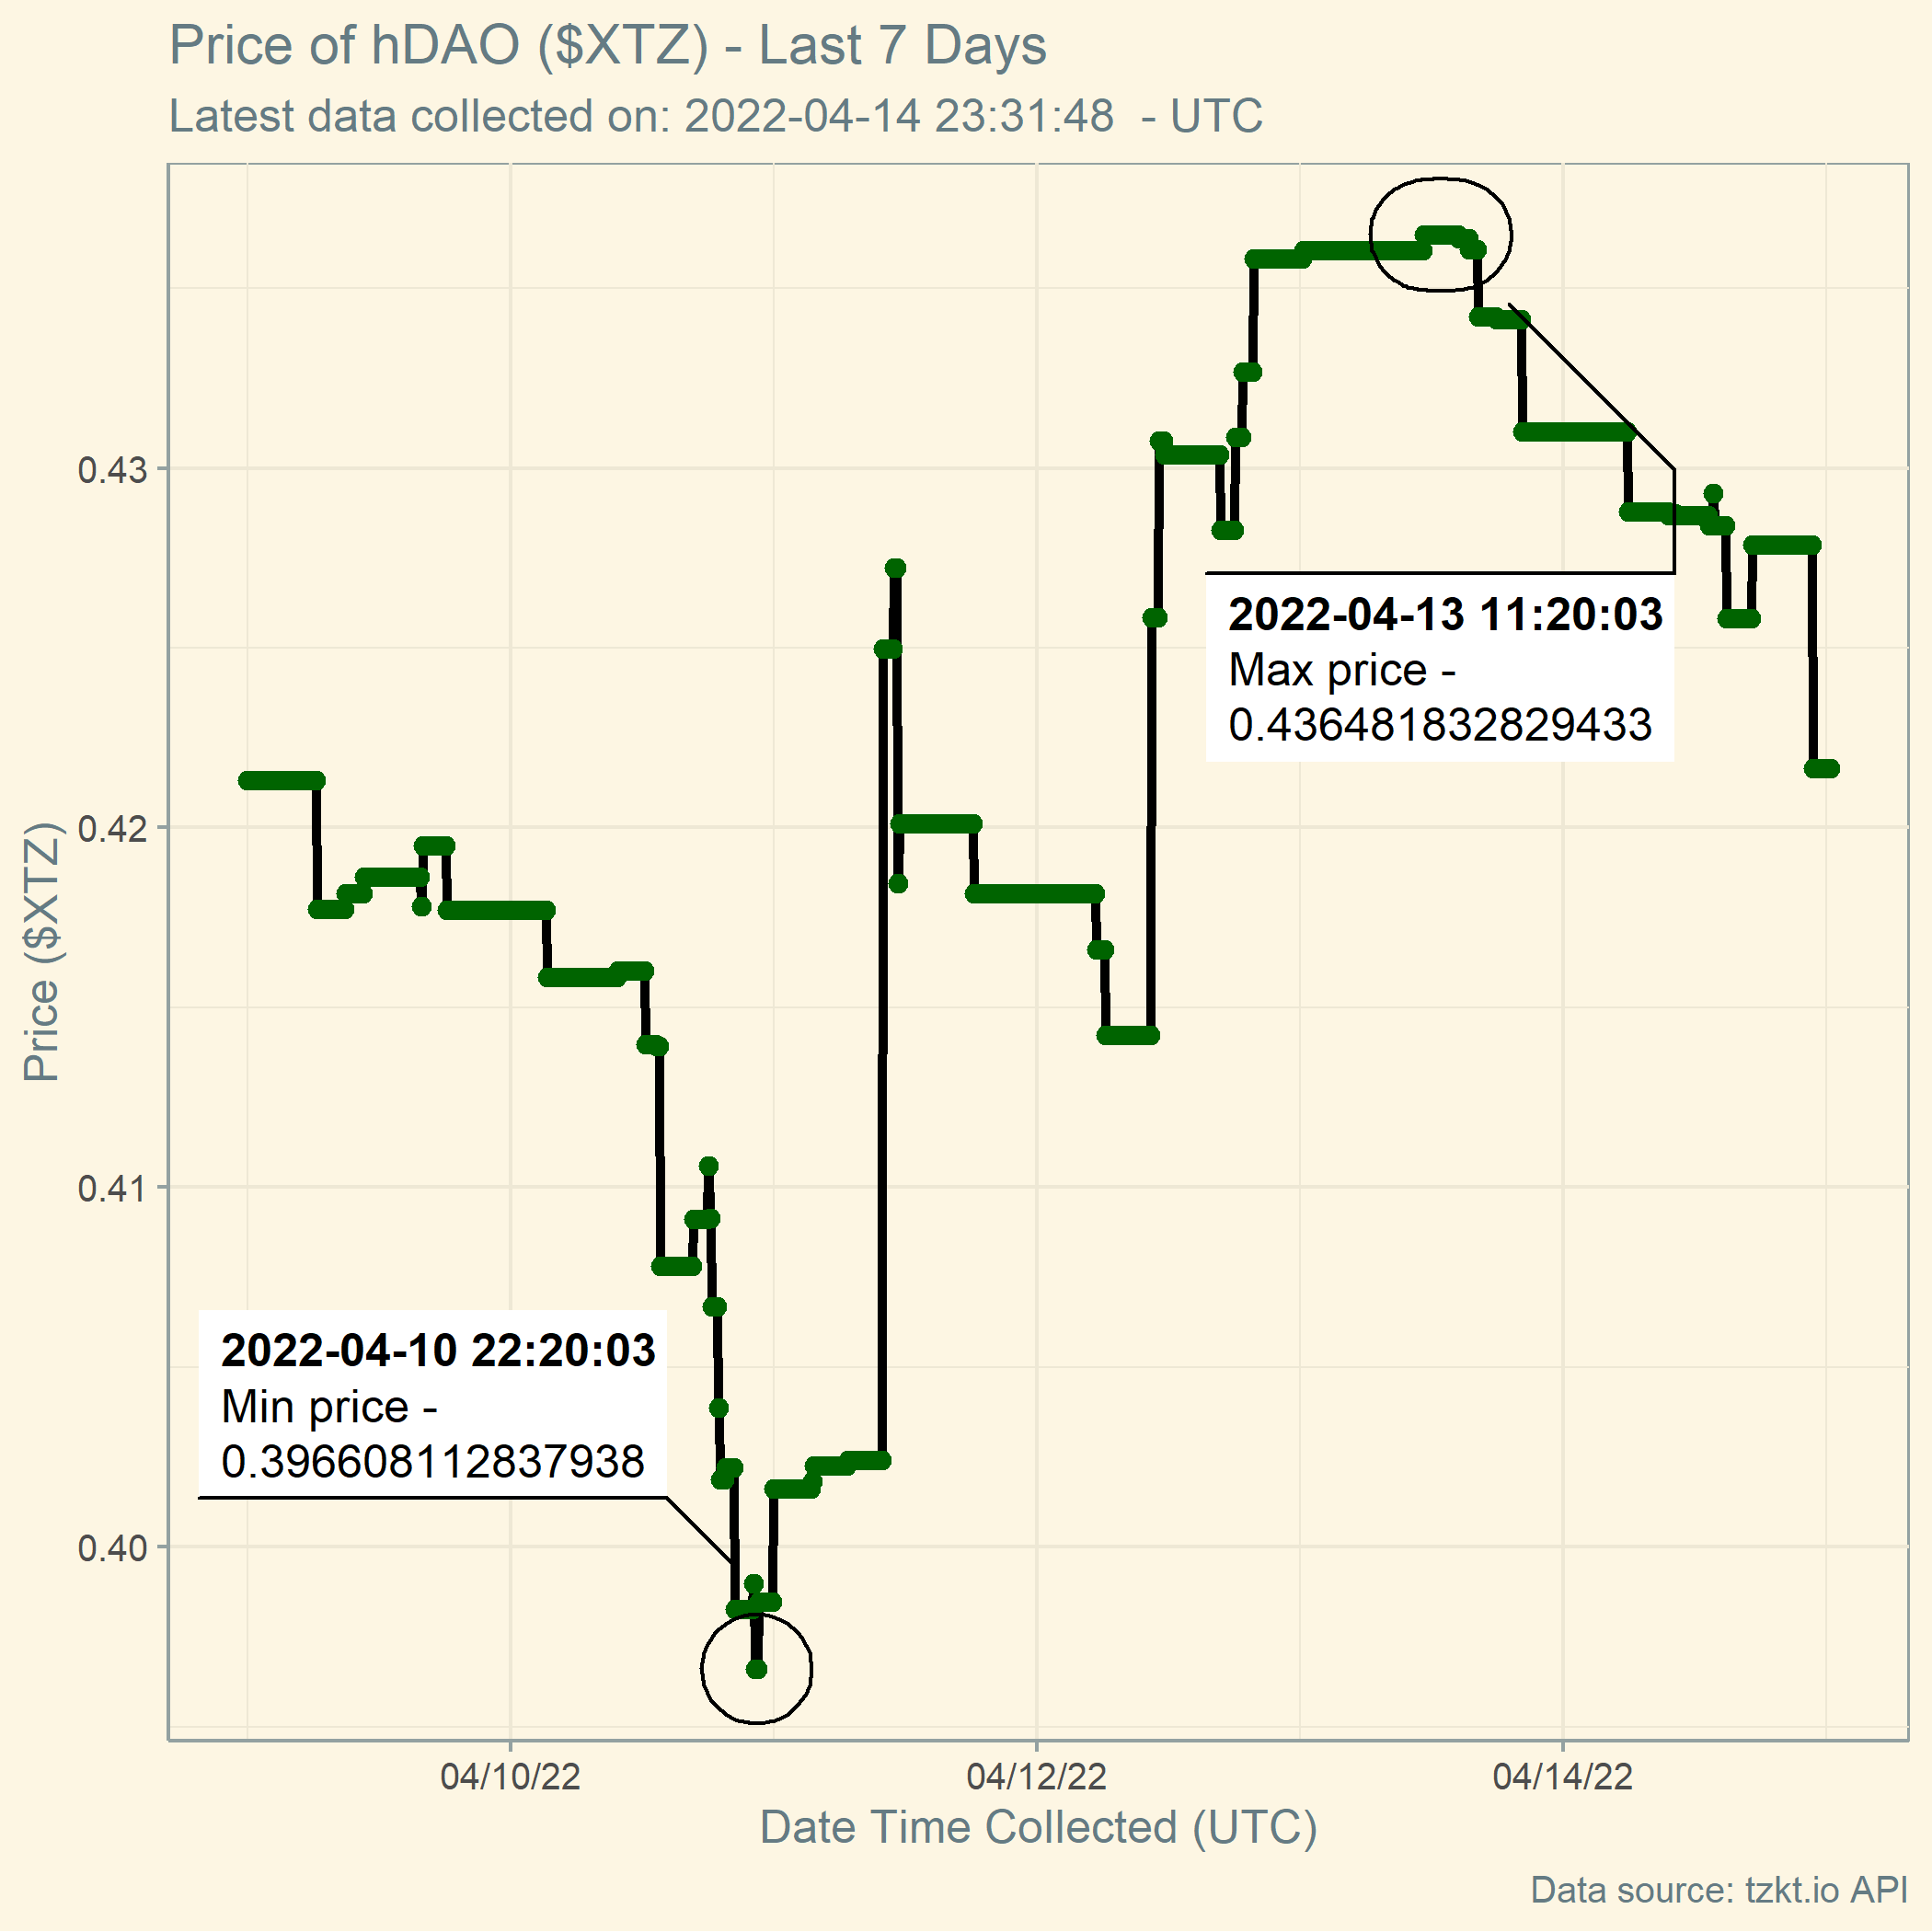 Price of hDAO ($XTZ) - Last 7 Days
Latest data collected on: 2022-04-14 23:31:48  - UTC
Price ($XTZ)
0.43
0.42
0.41
0.40
2022-04-13 11:20:03
Max price -
0.436481832829433
2022-04-10 22:20:03
Min price -
0.396608112837938
04/10/22
04/12/22
04/14/22
Date Time Collected (UTC)
Data source: tzkt.io API